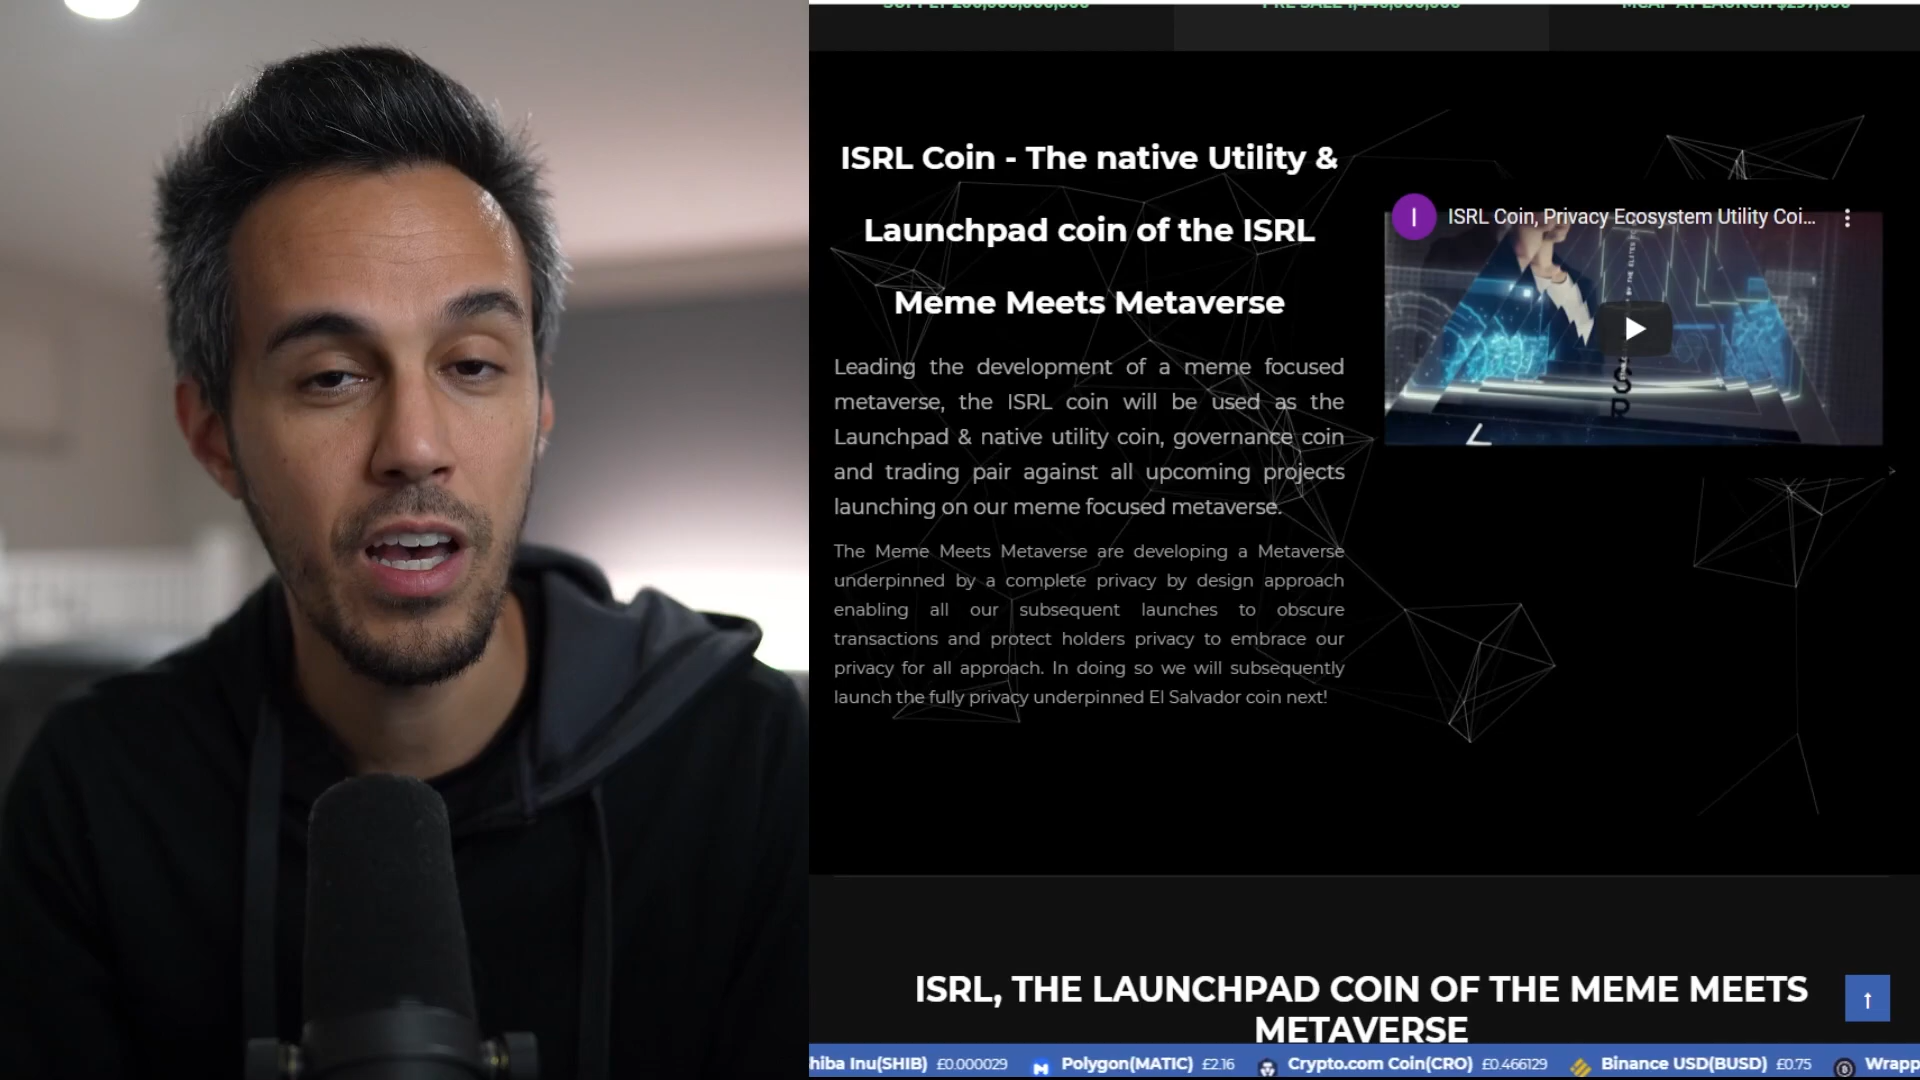 ISRL Coin - The native Utility &
Launchpad coin of the ISRL
Meme Meets Metaverse
Leading the development of a meme focused
metaverse, the ISRL coin will be used as the
Launchpad & native utility coin, governance coin
and trading pair against all upcoming projects
launching on our meme focused metaverse.
The Meme Meets Metaverse are developing a Metaverse
underpinned by a complete privacy by design approach
enabling all our subsequent launches to obscure
transactions and protect holders privacy to embrace our
privacy for all approach. In doing so we will subsequently
launch the fully privacy underpinned El Salvador coin next!
I
ISRL Coin, Privacy Ecosystem Utility Coi...
ISRL, THE LAUNCHPAD COIN OF THE MEME MEETS
METAVERSE
hiba Inu(SHIB) £0.000029 Polygon(MATIC) £2.16 Crypto.com Coin(CRO) £0.466129 Binance USD(BUSD) £0.75 Wrapp